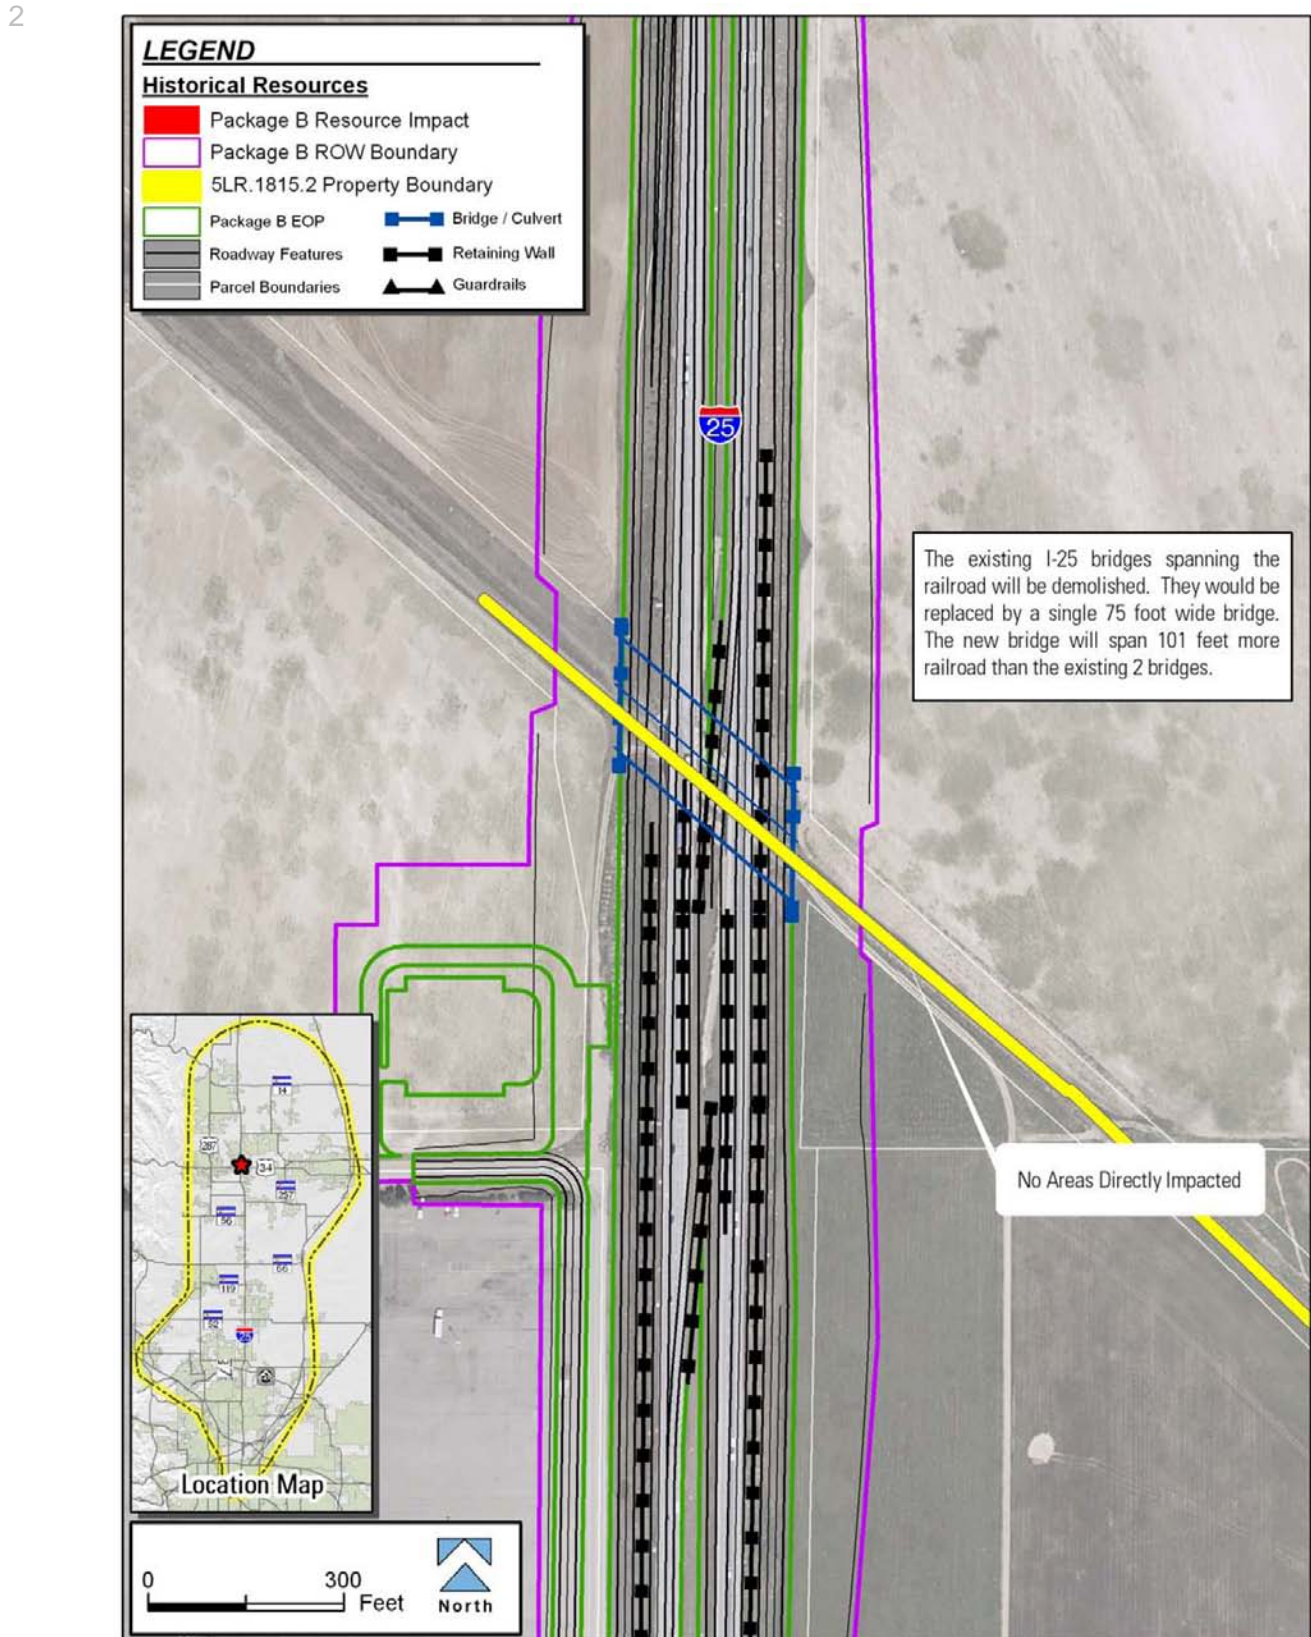 2
LEGEND
Historical Resources
Package B Resource Impact
Package B ROW Boundary
5LR.1815.2 Property Boundary
Package B EOP
Bridge / Culvert
Roadway Features
Retaining Wall
Parcel Boundaries
Guardrails
25
The existing I-25 bridges spanning the
railroad will be demolished. They would be
replaced by a single 75 foot wide bridge.
The new bridge will span 101 feet more
railroad than the existing 2 bridges.
No Areas Directly Impacted
14
287
34
257
56
66
119
52
25
Location Map
0
300
Feet
North